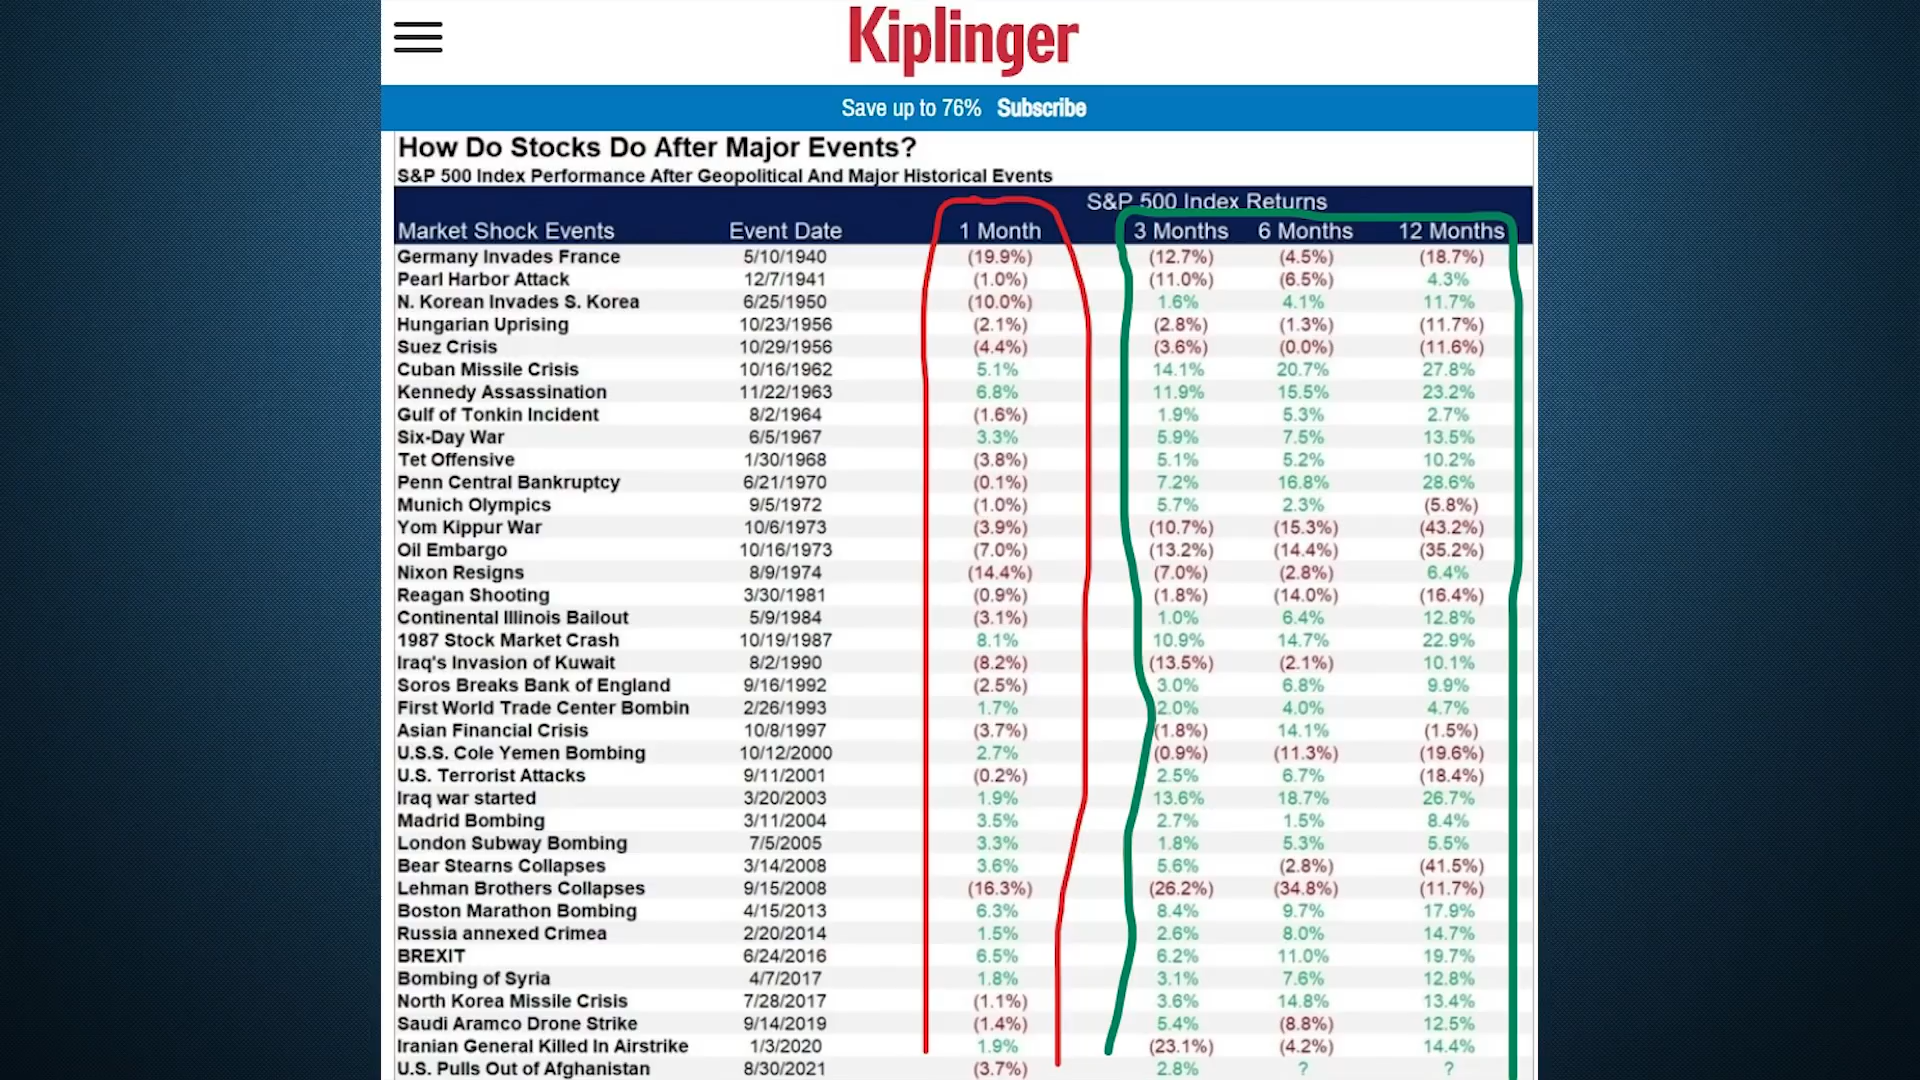 Kiplinger
Save up to 76% Subscribe
How Do Stocks Do After Major Events?
S&P 500 Index Performance After Geopolitical And Major Historical Events
S&P 500 Index Returns
Market Shock Events Event Date 1 Month 3 Months 6 Months 12 Months
Germany Invades France 5/10/1940 (19.9%) (12.7%) (4.5%) (18.7%)
Pearl Harbor Attack 12/7/1941 (1.0%) (11.0%) (6.5%) 4.3%
N. Korean Invades S. Korea 6/25/1950 (10.0%) 1.6% 4.1% 11.7%
Hungarian Uprising 10/23/1956 (2.1%) (2.8%) (1.3%) (11.7%)
Suez Crisis 10/29/1956 (4.4%) (3.6%) (0.0%) (11.6%)
Cuban Missile Crisis 10/16/1962 5.1% 14.1% 20.7% 27.8%
Kennedy Assassination 11/22/1963 6.8% 11.9% 15.5% 23.2%
Gulf of Tonkin Incident 8/2/1964 (1.6%) 1.9% 5.3% 2.7%
Six-Day War 6/5/1967 3.3% 5.9% 7.5% 13.5%
Tet Offensive 1/30/1968 (3.8%) 5.1% 5.2% 10.2%
Penn Central Bankruptcy 6/21/1970 (0.1%) 7.2% 16.8% 28.6%
Munich Olympics 9/5/1972 (1.0%) 5.7% 2.3% (5.8%)
Yom Kippur War 10/6/1973 (3.9%) (10.7%) (15.3%) (43.2%)
Oil Embargo 10/16/1973 (7.0%) (13.2%) (14.4%) (35.2%)
Nixon Resigns 8/9/1974 (14.4%) (7.0%) (2.8%) 6.4%
Reagan Shooting 3/30/1981 (0.9%) (1.8%) (14.0%) (16.4%)
Continental Illinois Bailout 5/9/1984 (3.1%) 1.0% 6.4% 12.8%
1987 Stock Market Crash 10/19/1987 8.1% 10.9% 14.7% 22.9%
Iraq's Invasion of Kuwait 8/2/1990 (8.2%) (13.5%) (2.1%) 10.1%
Soros Breaks Bank of England 9/16/1992 (2.5%) 3.0% 6.8% 9.9%
First World Trade Center Bombin 2/26/1993 1.7% 2.0% 4.0% 4.7%
Asian Financial Crisis 10/8/1997 (3.7%) (1.8%) 14.1% (1.5%)
U.S.S. Cole Yemen Bombing 10/12/2000 2.7% (0.9%) (11.3%) (19.6%)
U.S. Terrorist Attacks 9/11/2001 (0.2%) 2.5% 6.7% (18.4%)
Iraq war started 3/20/2003 1.9% 13.6% 18.7% 26.7%
Madrid Bombing 3/11/2004 3.5% 2.7% 1.5% 8.4%
London Subway Bombing 7/5/2005 3.3% 1.8% 5.3% 5.5%
Bear Stearns Collapses 3/14/2008 3.6% 5.6% (2.8%) (41.5%)
Lehman Brothers Collapses 9/15/2008 (16.3%) (26.2%) (34.8%) (11.7%)
Boston Marathon Bombing 4/15/2013 6.3% 8.4% 9.7% 17.9%
Russia annexed Crimea 2/20/2014 1.5% 2.6% 8.0% 14.7%
BREXIT 6/24/2016 6.5% 6.2% 11.0% 19.7%
Bombing of Syria 4/7/2017 1.8% 3.1% 7.6% 12.8%
North Korea Missile Crisis 7/28/2017 (1.1%) 3.6% 14.8% 13.4%
Saudi Aramco Drone Strike 9/14/2019 (1.4%) 5.4% (8.8%) 12.5%
Iranian General Killed In Airstrike 1/3/2020 1.9% (23.1%) (4.2%) 14.4%
U.S. Pulls Out of Afghanistan 8/30/2021 (3.7%) 2.8% ? ?